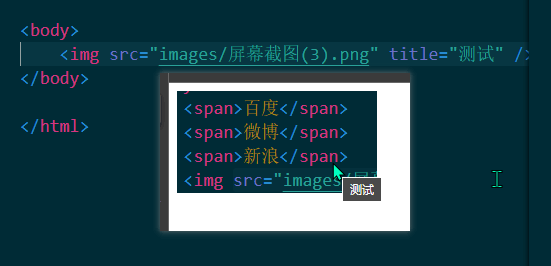 <body>
<img src="images/屏幕截图(3).png" title="测试" />
</body>
</html>
<span>百度</span>
<span>微博</span>
<span>新浪</span>
<img src="images/
测试